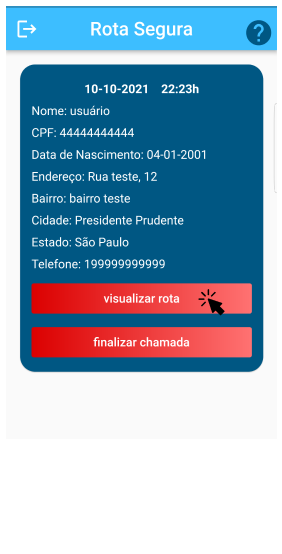 Rota Segura
?
10-10-2021 22:23h
Nome: usuário
CPF: 44444444444
Data de Nascimento: 04-01-2001
Endereço: Rua teste, 12
Bairro: bairro teste
Cidade: Presidente Prudente
Estado: São Paulo
Telefone: 199999999999
visualizar rota
finalizar chamada